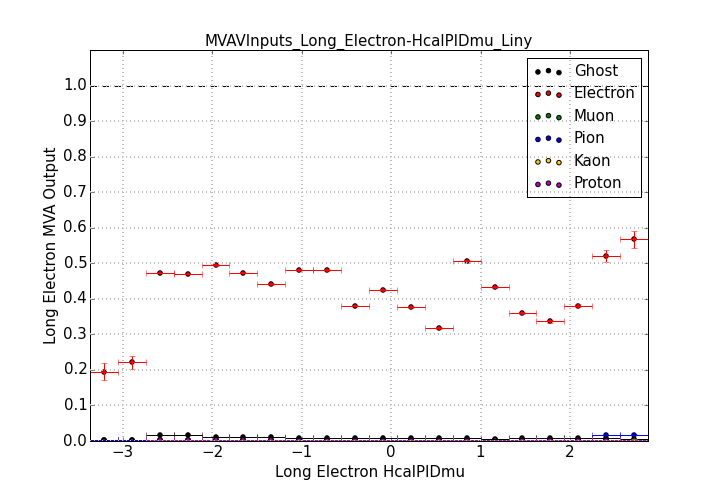 MVAVInputs_Long_Electron-HcalPIDmu_Liny
Long Electron MVA Output
1.0
0.9
0.8
0.7
0.6
0.5
0.4
0.3
0.2
0.1
0.0
Ghost
Electron
Muon
Pion
Kaon
Proton
−3 −2 −1 0 1 2
Long Electron HcalPIDmu